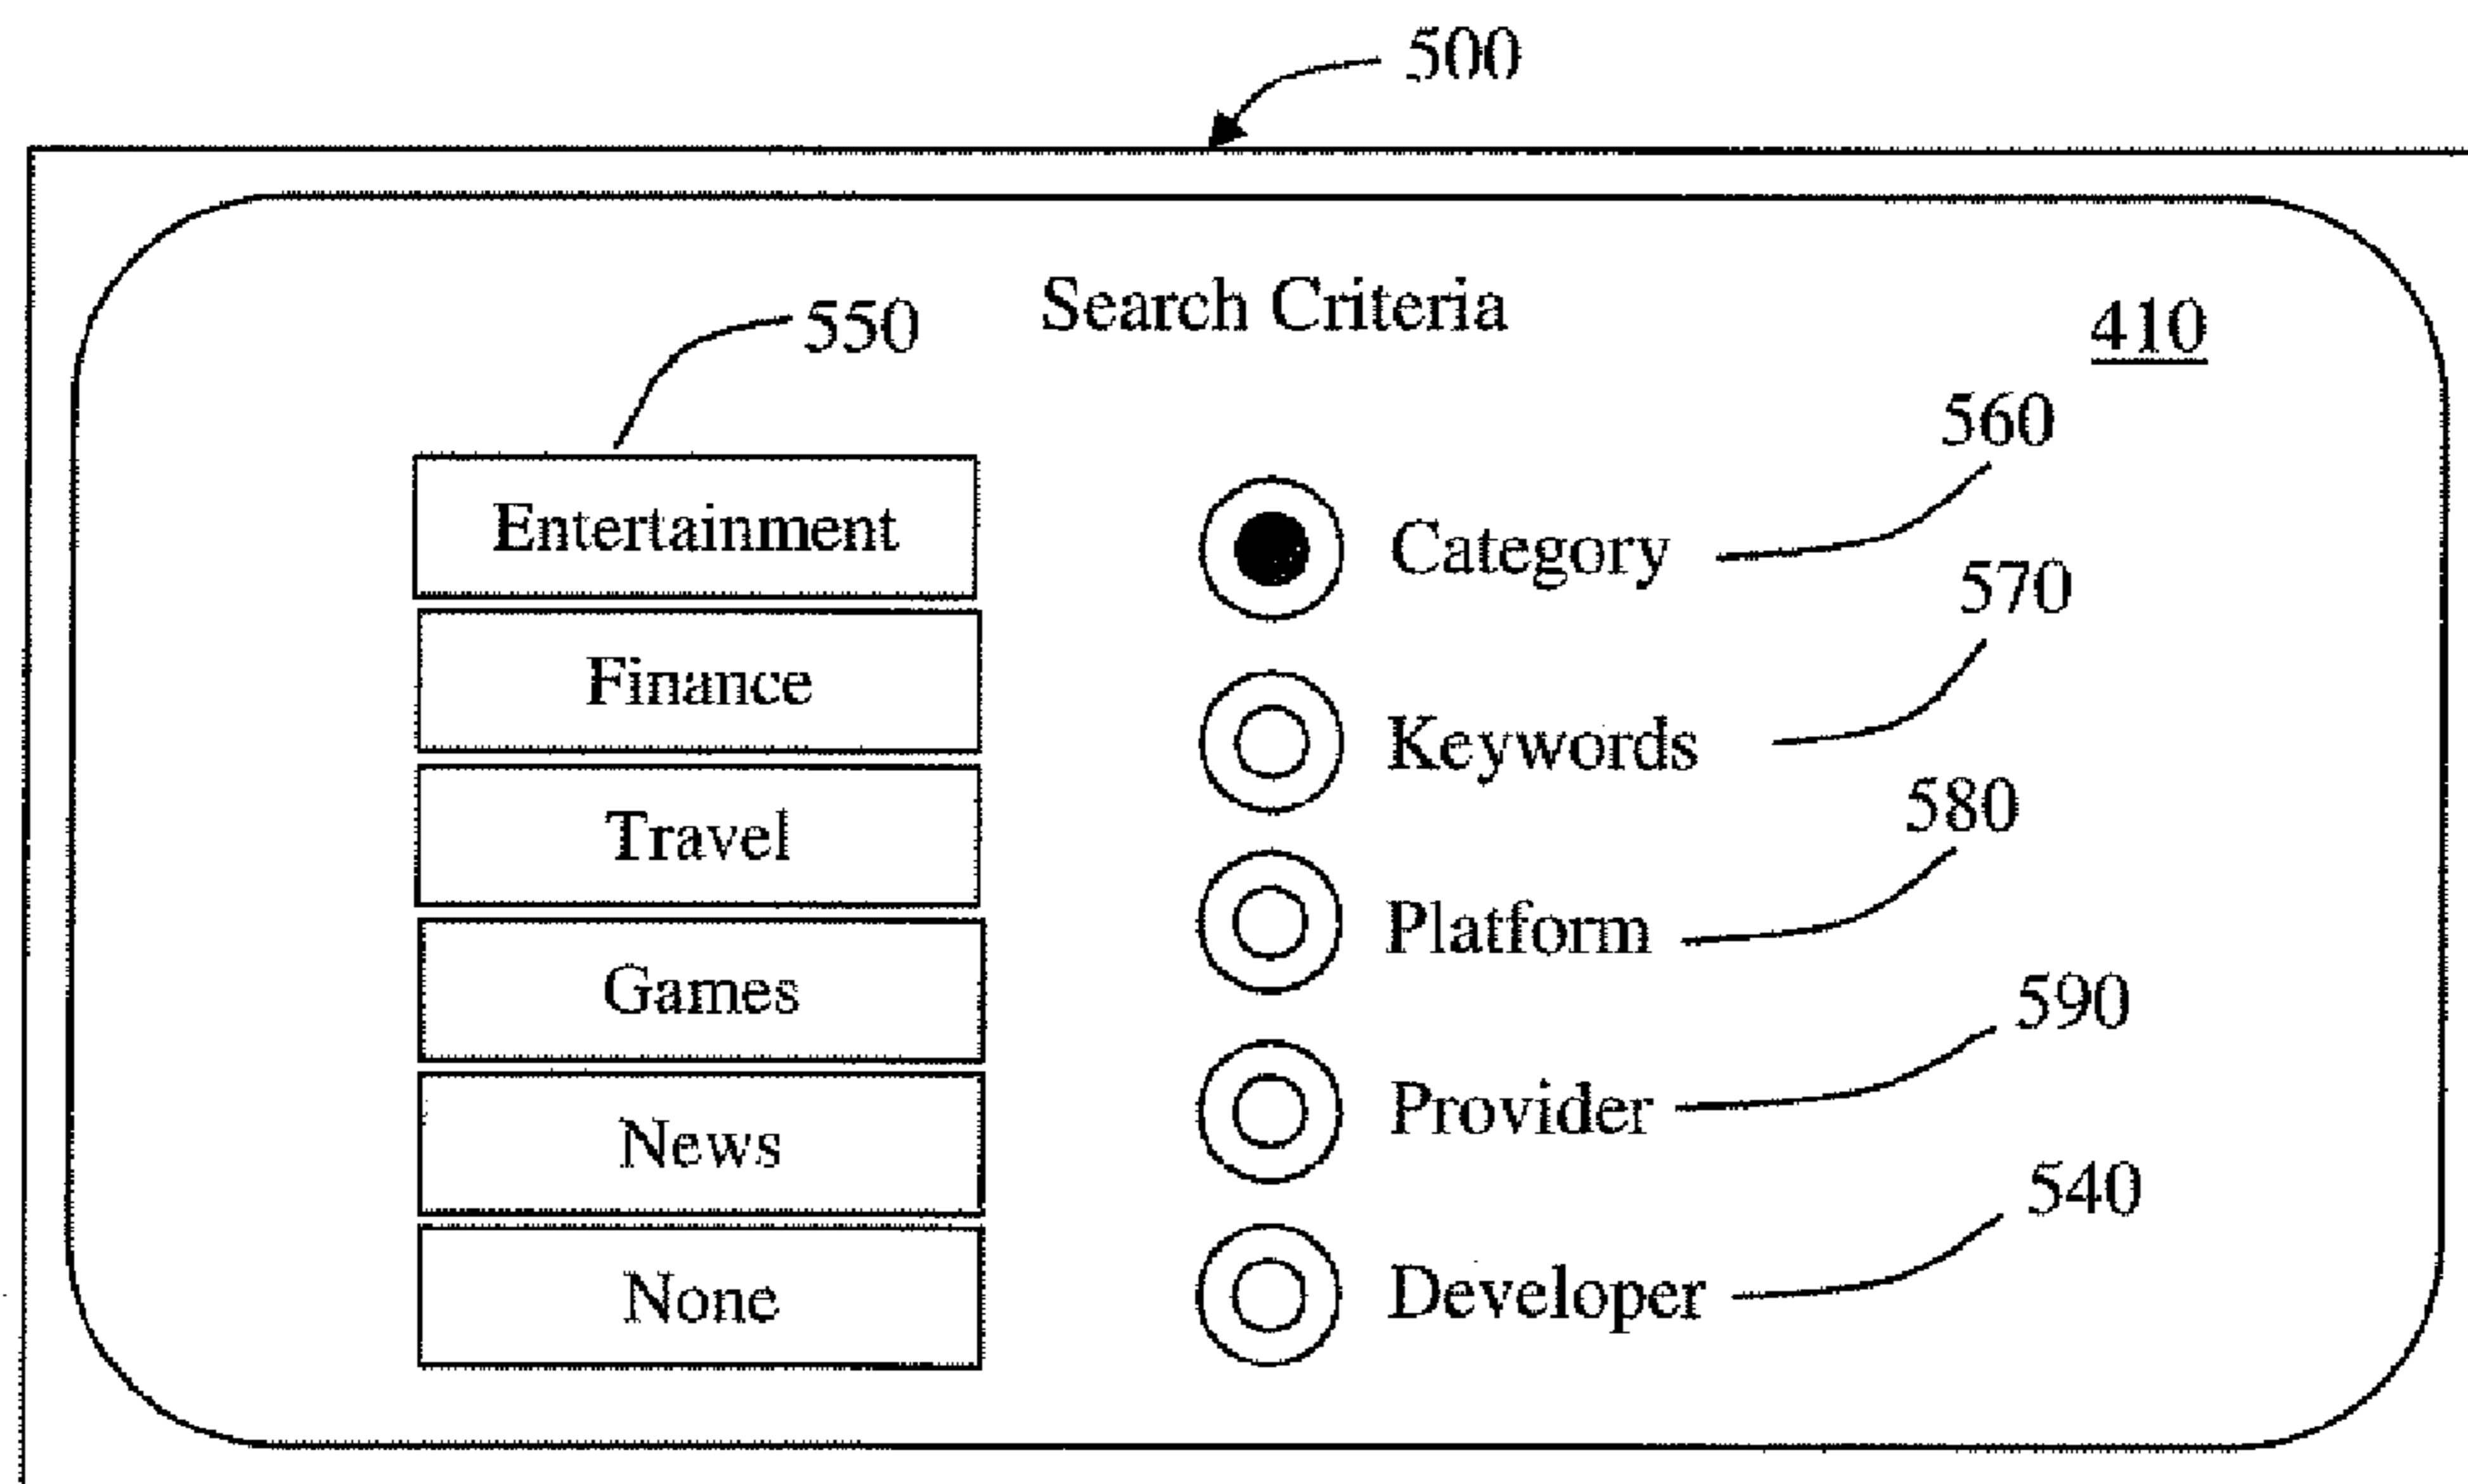 500
Search Criteria
410
550
Entertainment
Finance
Travel
Games
News
None
560
Category
570
Keywords
580
Platform
590
Provider
540
Developer